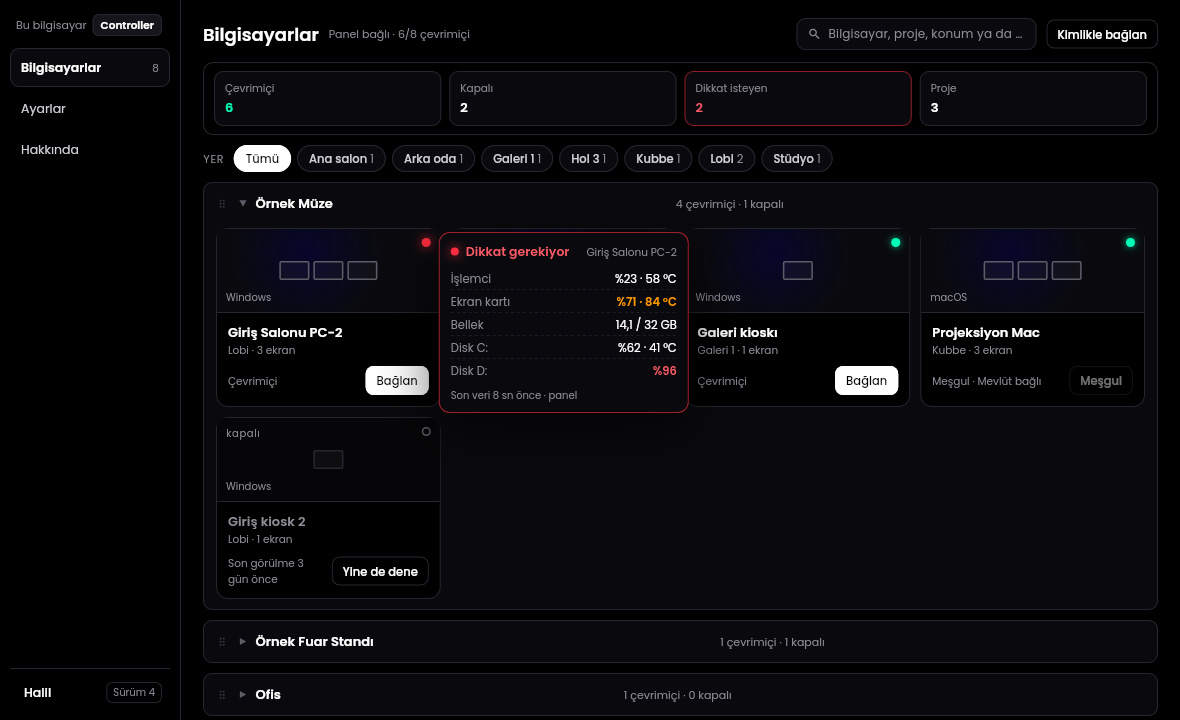 Bu bilgisayar Controller
Bilgisayarlar 8
Ayarlar
Hakkında
Halil Sürüm 4
Bilgisayarlar Panel bağlı · 6/8 çevrimiçi
Bilgisayar, proje, konum ya da ...
Kimlikle bağlan
Çevrimiçi
6
Kapalı
2
Dikkat isteyen
2
Proje
3
YER Tümü Ana salon 1 Arka oda 1 Galeri 1 1 Hol 3 1 Kubbe 1 Lobi 2 Stüdyo 1
Örnek Müze 4 çevrimiçi · 1 kapalı
Windows
Giriş Salonu PC-2
Lobi · 3 ekran
Çevrimiçi Bağlan
Dikkat gerekiyor Giriş Salonu PC-2
İşlemci %23 · 58 °C
Ekran kartı %71 · 84 °C
Bellek 14,1 / 32 GB
Disk C: %62 · 41 °C
Disk D: %96
Son veri 8 sn önce · panel
Windows
Galeri kioskı
Galeri 1 · 1 ekran
Çevrimiçi Bağlan
macOS
Projeksiyon Mac
Kubbe · 3 ekran
Meşgul · Mevlüt bağlı Meşgul
kapalı
Windows
Giriş kiosk 2
Lobi · 1 ekran
Son görülme 3
gün önce
Yine de dene
Örnek Fuar Standı 1 çevrimiçi · 1 kapalı
Ofis 1 çevrimiçi · 0 kapalı